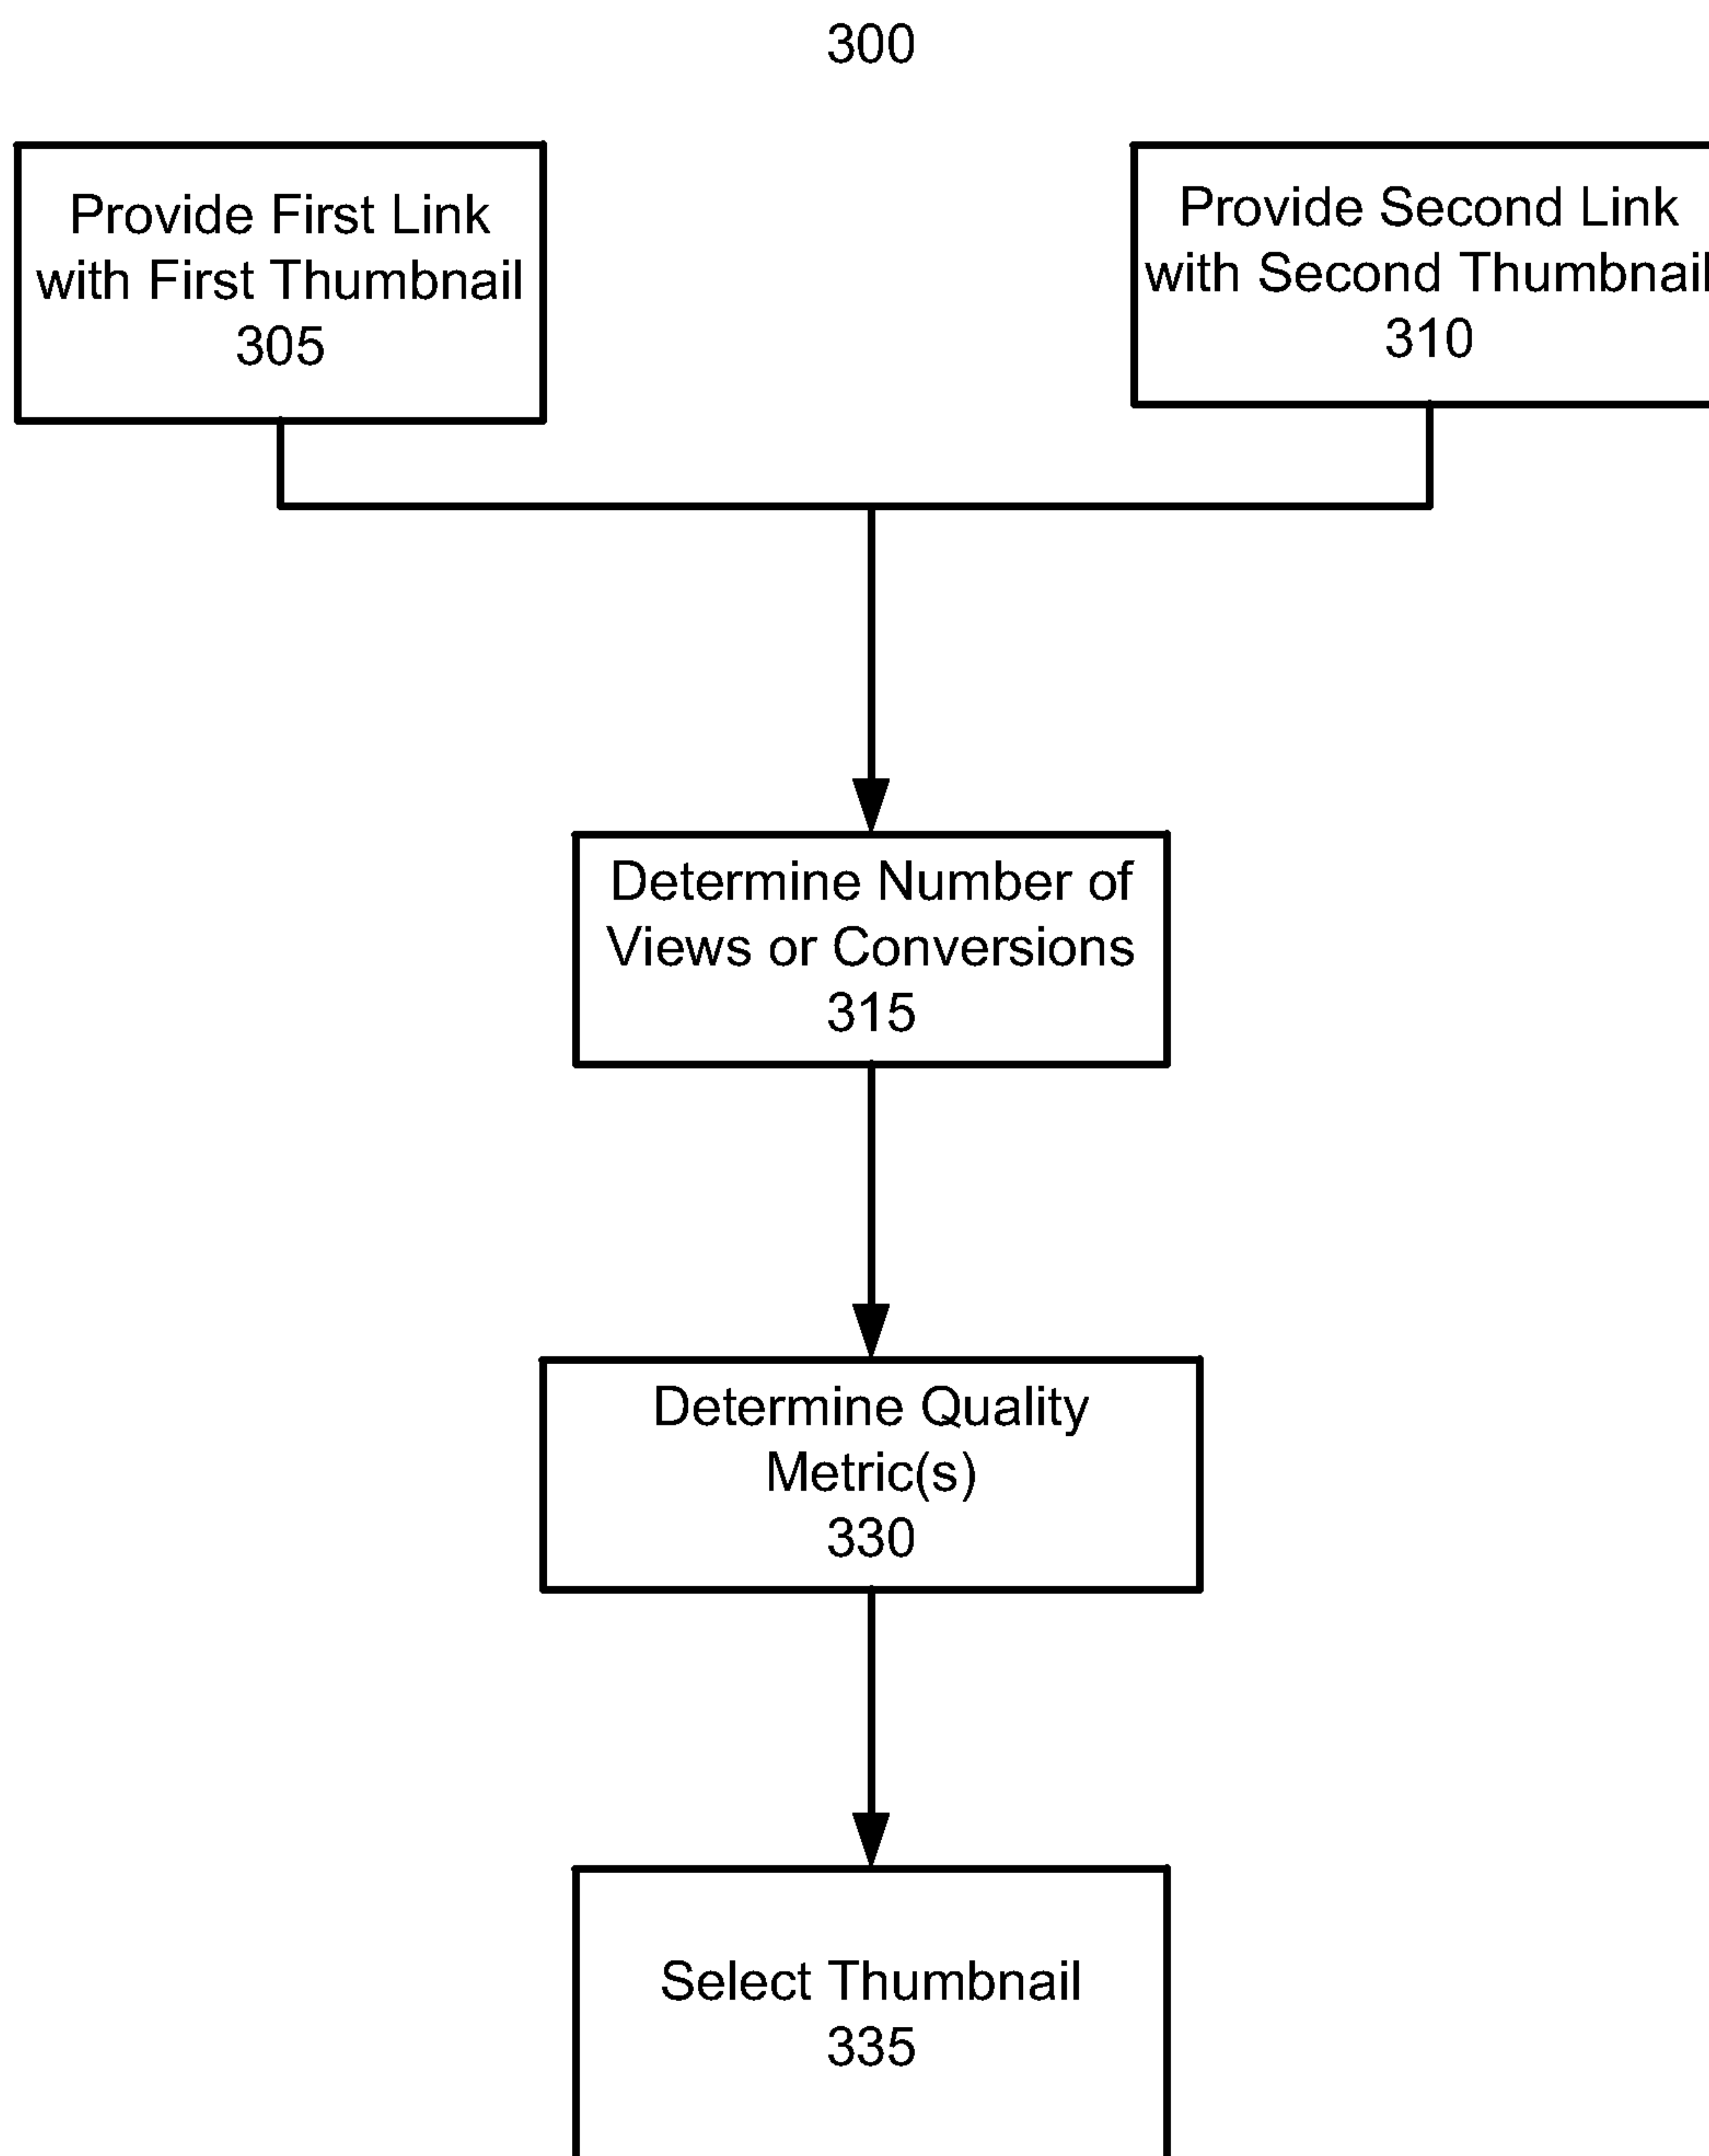 300
Provide First Link
with First Thumbnail
305
Provide Second Link
with Second Thumbnail
310
Determine Number of
Views or Conversions
315
Determine Quality
Metric(s)
330
Select Thumbnail
335